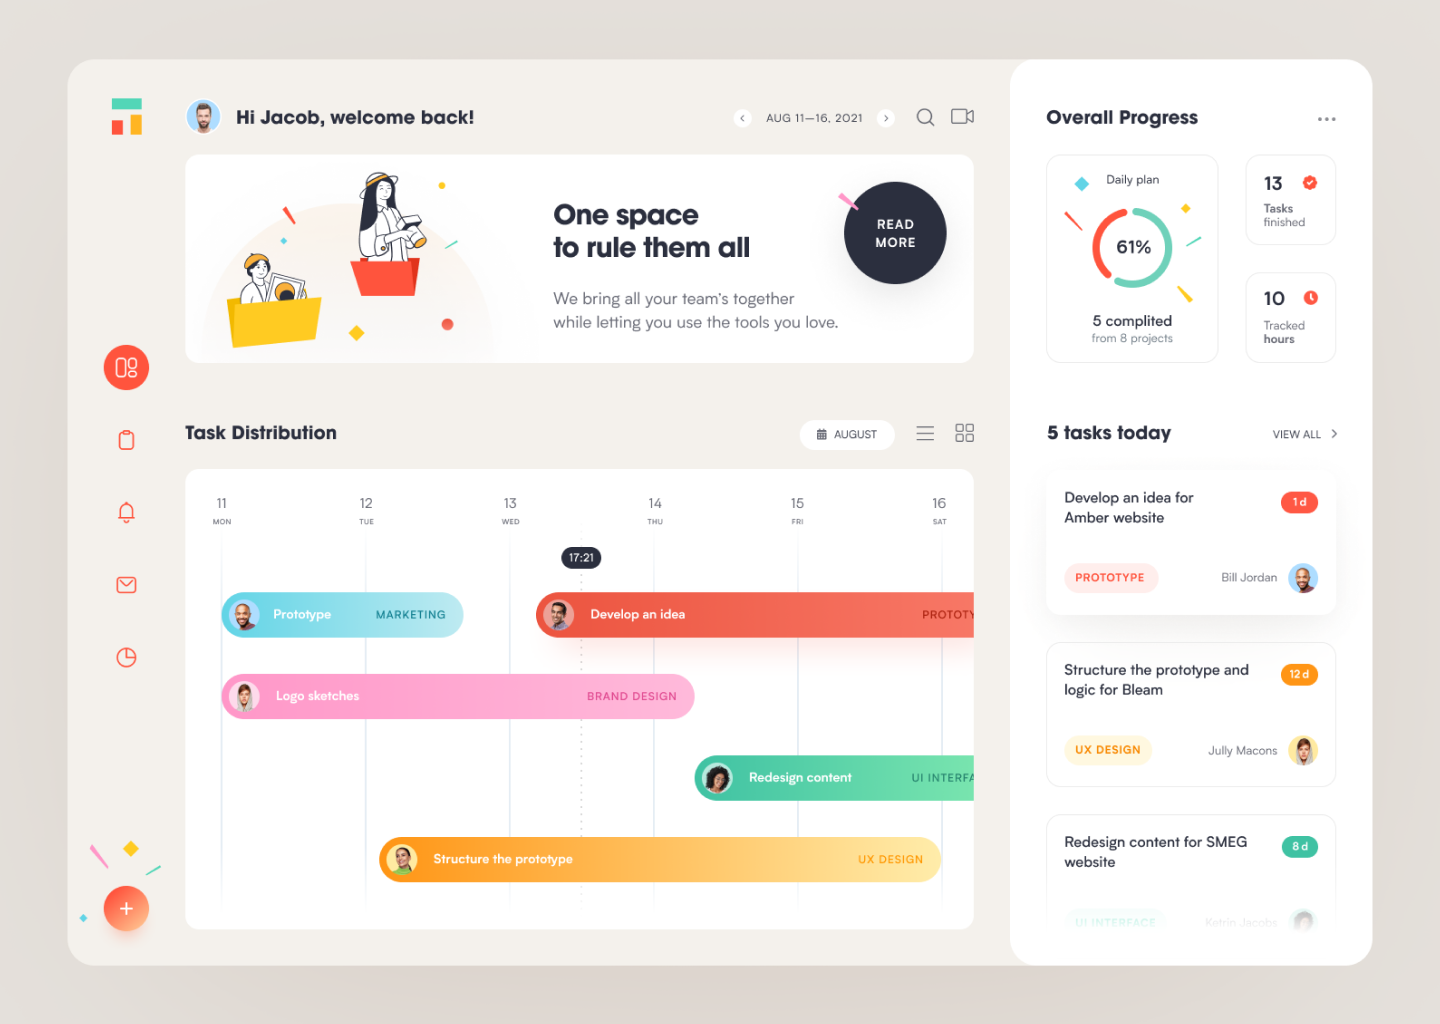 Hi Jacob, welcome back!
AUG 11—16, 2021
One space
to rule them all
We bring all your team's together
while letting you use the tools you love.
READ
MORE
Task Distribution
AUGUST
11
MON
12
TUE
13
WED
14
THU
15
FRI
16
SAT
17:21
Prototype
MARKETING
Develop an idea
PROTOTY
Logo sketches
BRAND DESIGN
Redesign content
UI INTERFA
Structure the prototype
UX DESIGN
Overall Progress
Daily plan
61%
5 complited
from 8 projects
13
Tasks
finished
10
Tracked
hours
5 tasks today
VIEW ALL
Develop an idea for
Amber website
1 d
PROTOTYPE
Bill Jordan
Structure the prototype and
logic for Bleam
12 d
UX DESIGN
Jully Macons
Redesign content for SMEG
website
8 d
UI INTERFACE
Ketrin Jacobs